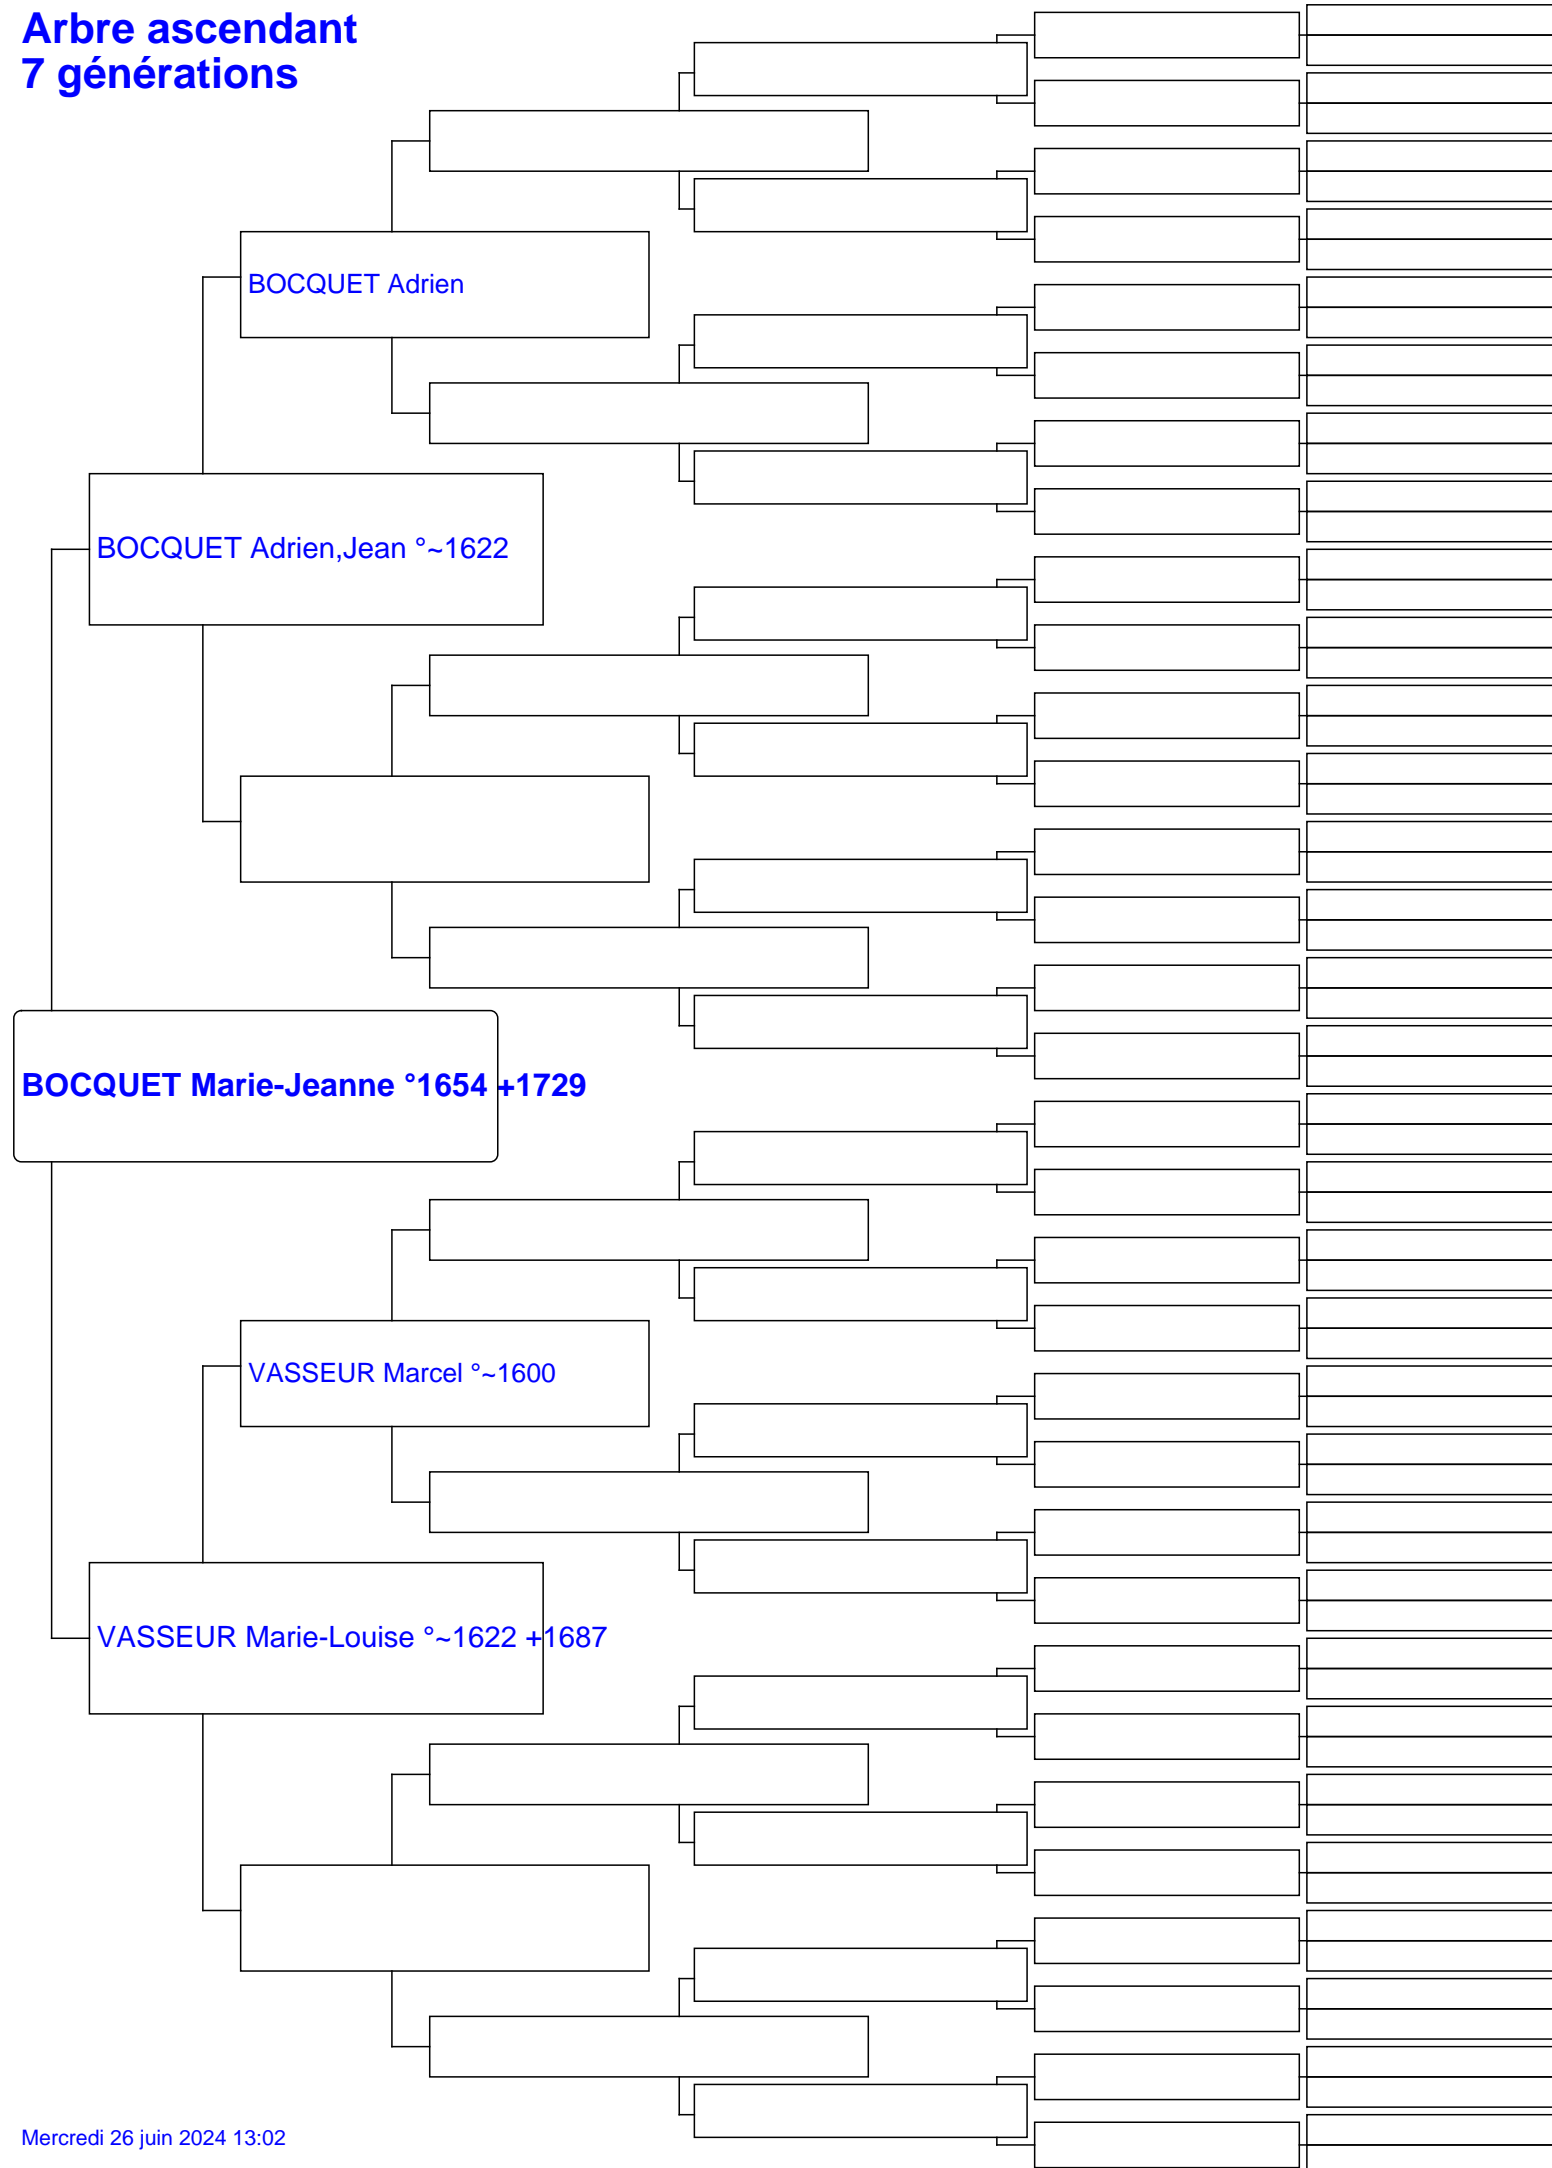 Arbre ascendant
7 générations
BOCQUET Adrien
BOCQUET Adrien,Jean °~1622
BOCQUET Marie-Jeanne °1654 +1729
VASSEUR Marcel °~1600
VASSEUR Marie-Louise °~1622 +1687
Mercredi 26 juin 2024 13:02